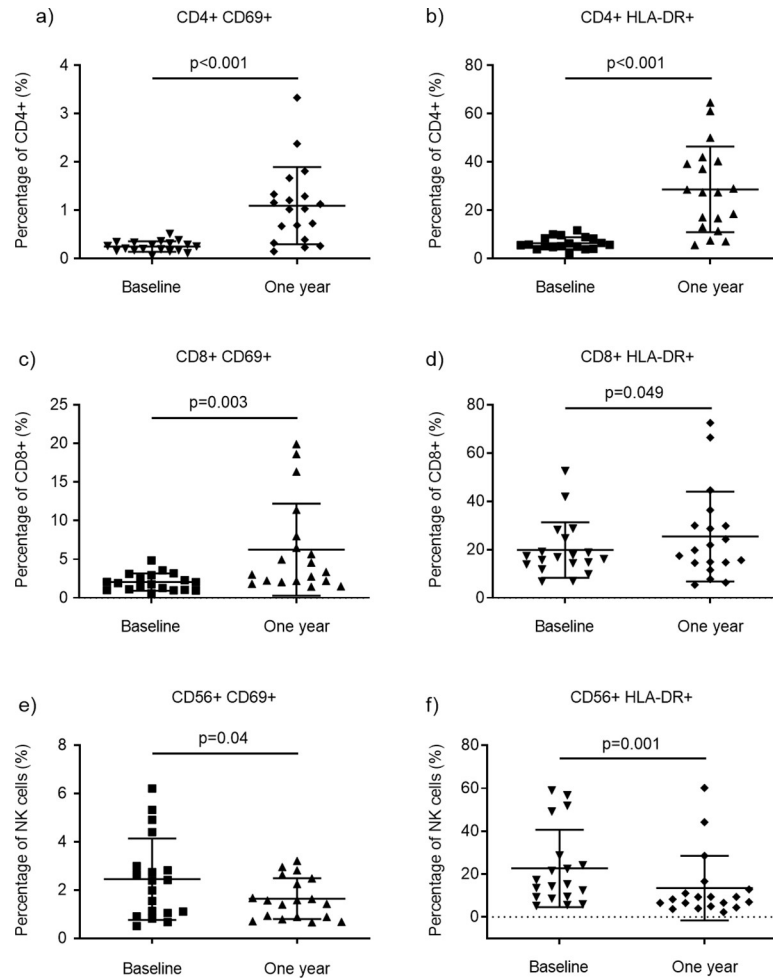 a)
CD4+ CD69+
Percentage of CD4+ (%)
p<0.001
4
3
2
1
0
Baseline
One year
b)
CD4+ HLA-DR+
Percentage of CD4+ (%)
p<0.001
80
60
40
20
0
Baseline
One year
c)
CD8+ CD69+
Percentage of CD8+ (%)
p=0.003
25
20
15
10
5
0
Baseline
One year
d)
CD8+ HLA-DR+
Percentage of CD8+ (%)
p=0.049
80
60
40
20
0
Baseline
One year
e)
CD56+ CD69+
Percentage of NK cells (%)
p=0.04
8
6
4
2
0
Baseline
One year
f)
CD56+ HLA-DR+
Percentage of NK cells (%)
p=0.001
80
60
40
20
0
Baseline
One year